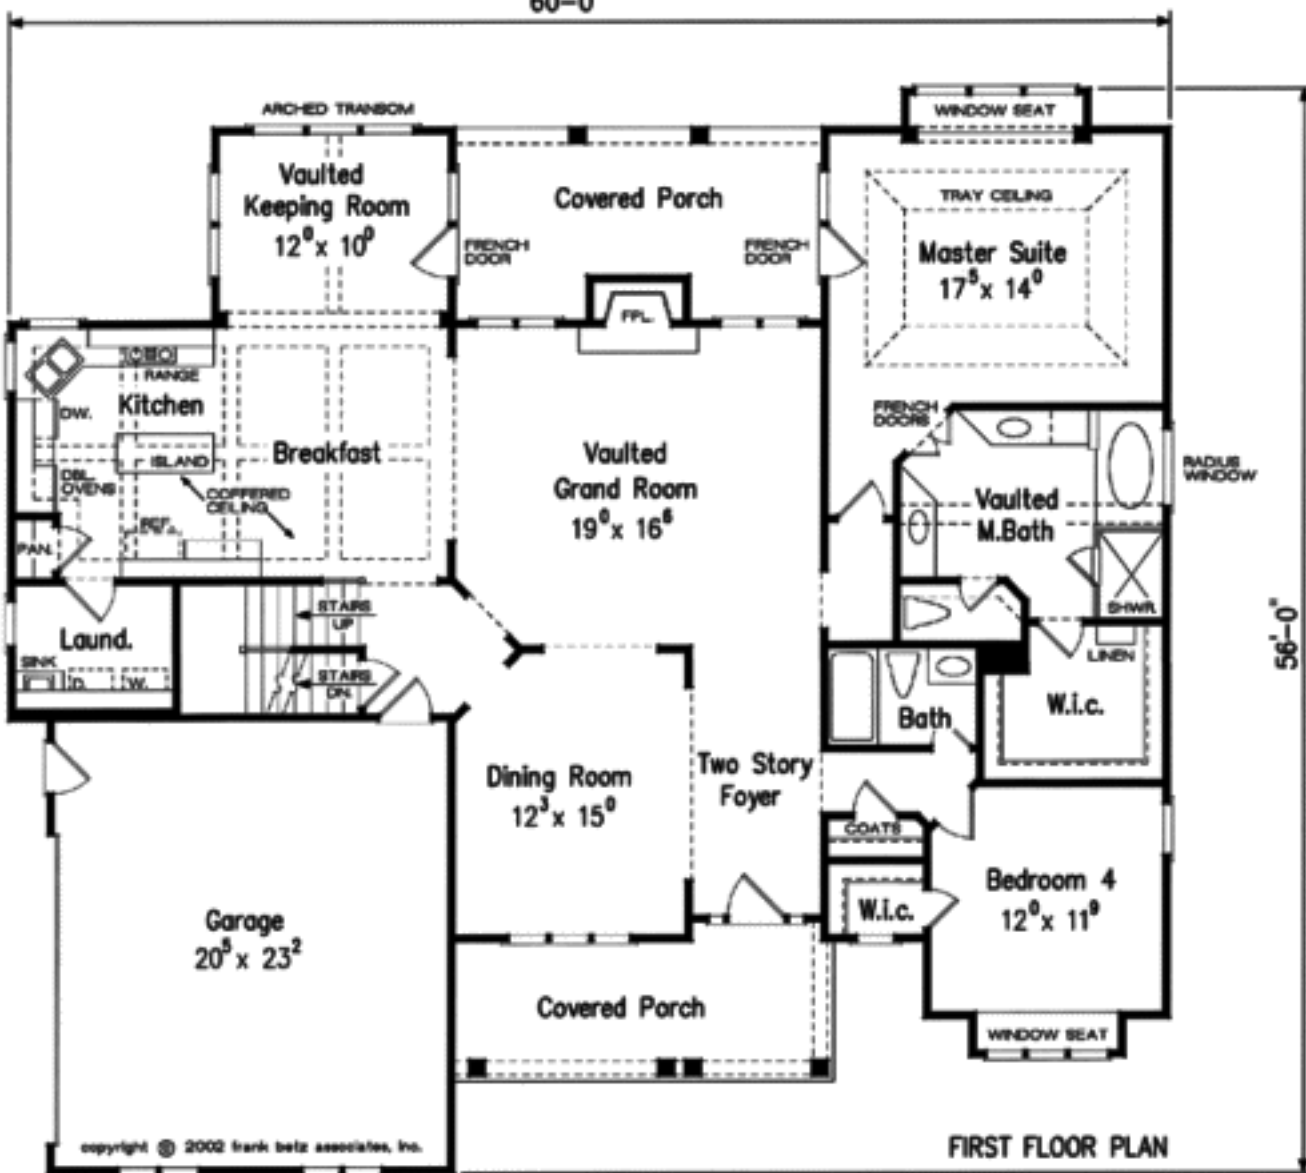 60'-0"
ARCHED TRANSOM
WINDOW SEAT
Vaulted
Keeping Room
12⁰x 10⁰
Covered Porch
FRENCH
DOOR
FRENCH
DOOR
TRAY CEILING
Master Suite
17⁵x 14⁰
FPL.
RANGE
DW.
Kitchen
ISLAND
DBL.
OVENS
COFFERED
CEILING
REF.
PAN.
Breakfast
Vaulted
Grand Room
19⁰x 16⁶
FRENCH
DOORS
RADIUS
WINDOW
Vaulted
M.Bath
SHWR.
LINEN
W.i.c.
56'-0"
STAIRS
UP
STAIRS
DN.
Laund.
SINK
D.
W.
Bath
Dining Room
12³x 15⁰
Two Story
Foyer
COATS
W.i.c.
Bedroom 4
12⁰x 11⁹
Garage
20⁵x 23²
Covered Porch
WINDOW SEAT
copyright © 2002 frank betz associates, inc.
FIRST FLOOR PLAN